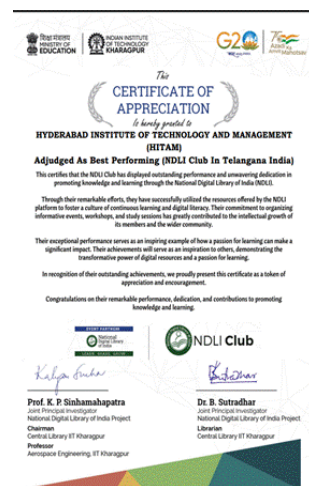 शिक्षा मंत्रालय
MINISTRY OF
EDUCATION
INDIAN INSTITUTE
OF TECHNOLOGY
KHARAGPUR
G20
75
Azadi Ka
Amrit Mahotsav
This
CERTIFICATE OF
APPRECIATION
Is hereby granted to
HYDERABAD INSTITUTE OF TECHNOLOGY AND MANAGEMENT
(HITAM)
Adjudged As Best Performing (NDLI Club In Telangana India)
This certifies that the NDLI Club has displayed outstanding performance and unwavering dedication in
promoting knowledge and learning through the National Digital Library of India (NDLI).
Through their remarkable efforts, they have successfully utilized the resources offered by the NDLI
platform to foster a culture of continuous learning and digital literacy. Their commitment to organizing
informative events, workshops, and study sessions has greatly contributed to the intellectual growth of
its members and the wider community.
Their exceptional performance serves as an inspiring example of how a passion for learning can make a
significant impact. Their achievements will serve as an inspiration to others, demonstrating the
transformative power of digital resources and a passion for learning.
In recognition of their outstanding achievements, we proudly present this certificate as a token of
appreciation and encouragement.
Congratulations on their remarkable performance, dedication, and contributions to promoting
knowledge and learning.
EVENT PARTNER
National
Digital Library
of India
NDLI Club
Prof. K. P. Sinhamahapatra
Joint Principal Investigator
National Digital Library of India Project
Chairman
Central Library IIT Kharagpur
Professor
Aerospace Engineering, IIT Kharagpur
Dr. B. Sutradhar
Joint Principal Investigator
National Digital Library of India Project
Librarian
Central Library IIT Kharagpur